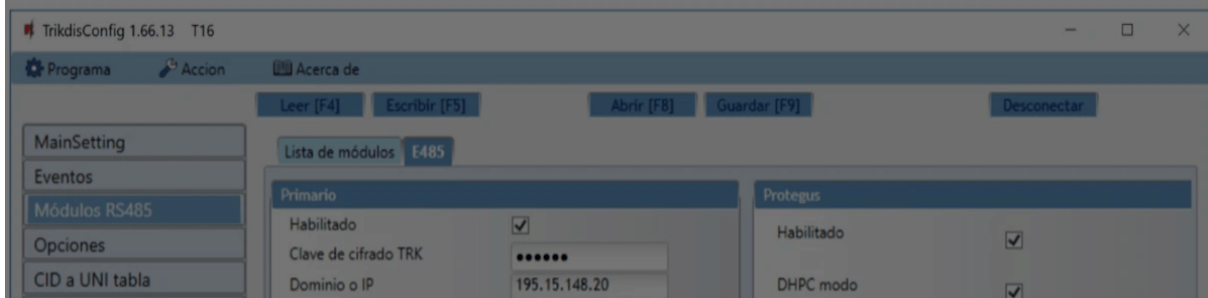 TrikdisConfig 1.66.13 T16
Programa Accion Acerca de
Leer [F4] Escribir [F5] Abrir [F8] Guardar [F9] Desconectar
MainSetting
Eventos
Módulos RS485
Opciones
CID a UNI tabla
Lista de módulos E485
Primario
Habilitado
Clave de cifrado TRK ••••••
Dominio o IP 195.15.148.20
Protegus
Habilitado
DHPC modo